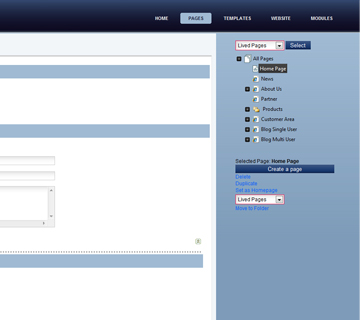 HOME PAGES TEMPLATES WEBSITE MODULES
Lived Pages Select
All Pages
Home Page
News
About Us
Partner
Products
Customer Area
Blog Single User
Blog Multi User
Selected Page: Home Page
Create a page
Delete
Duplicate
Set as Homepage
Lived Pages
Move to Folder